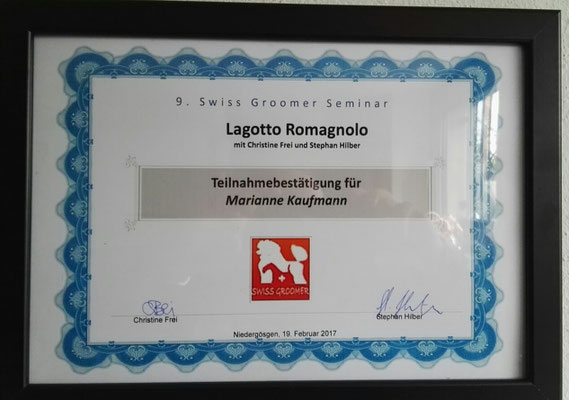 9. Swiss Groomer Seminar
Lagotto Romagnolo
mit Christine Frei und Stephan Hilber
Teilnahmebestätigung für
Marianne Kaufmann
SWISS GROOMER
Christine Frei
Stephan Hilber
Niedergösgen, 19. Februar 2017